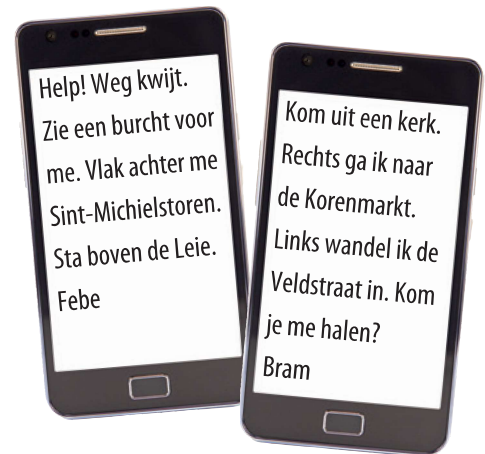 Help! Weg kwijt.
Zie een burcht voor
me. Vlak achter me
Sint-Michielstoren.
Sta boven de Leie.
Febe
Kom uit een kerk.
Rechts ga ik naar
de Korenmarkt.
Links wandel ik de
Veldstraat in. Kom
je me halen?
Bram